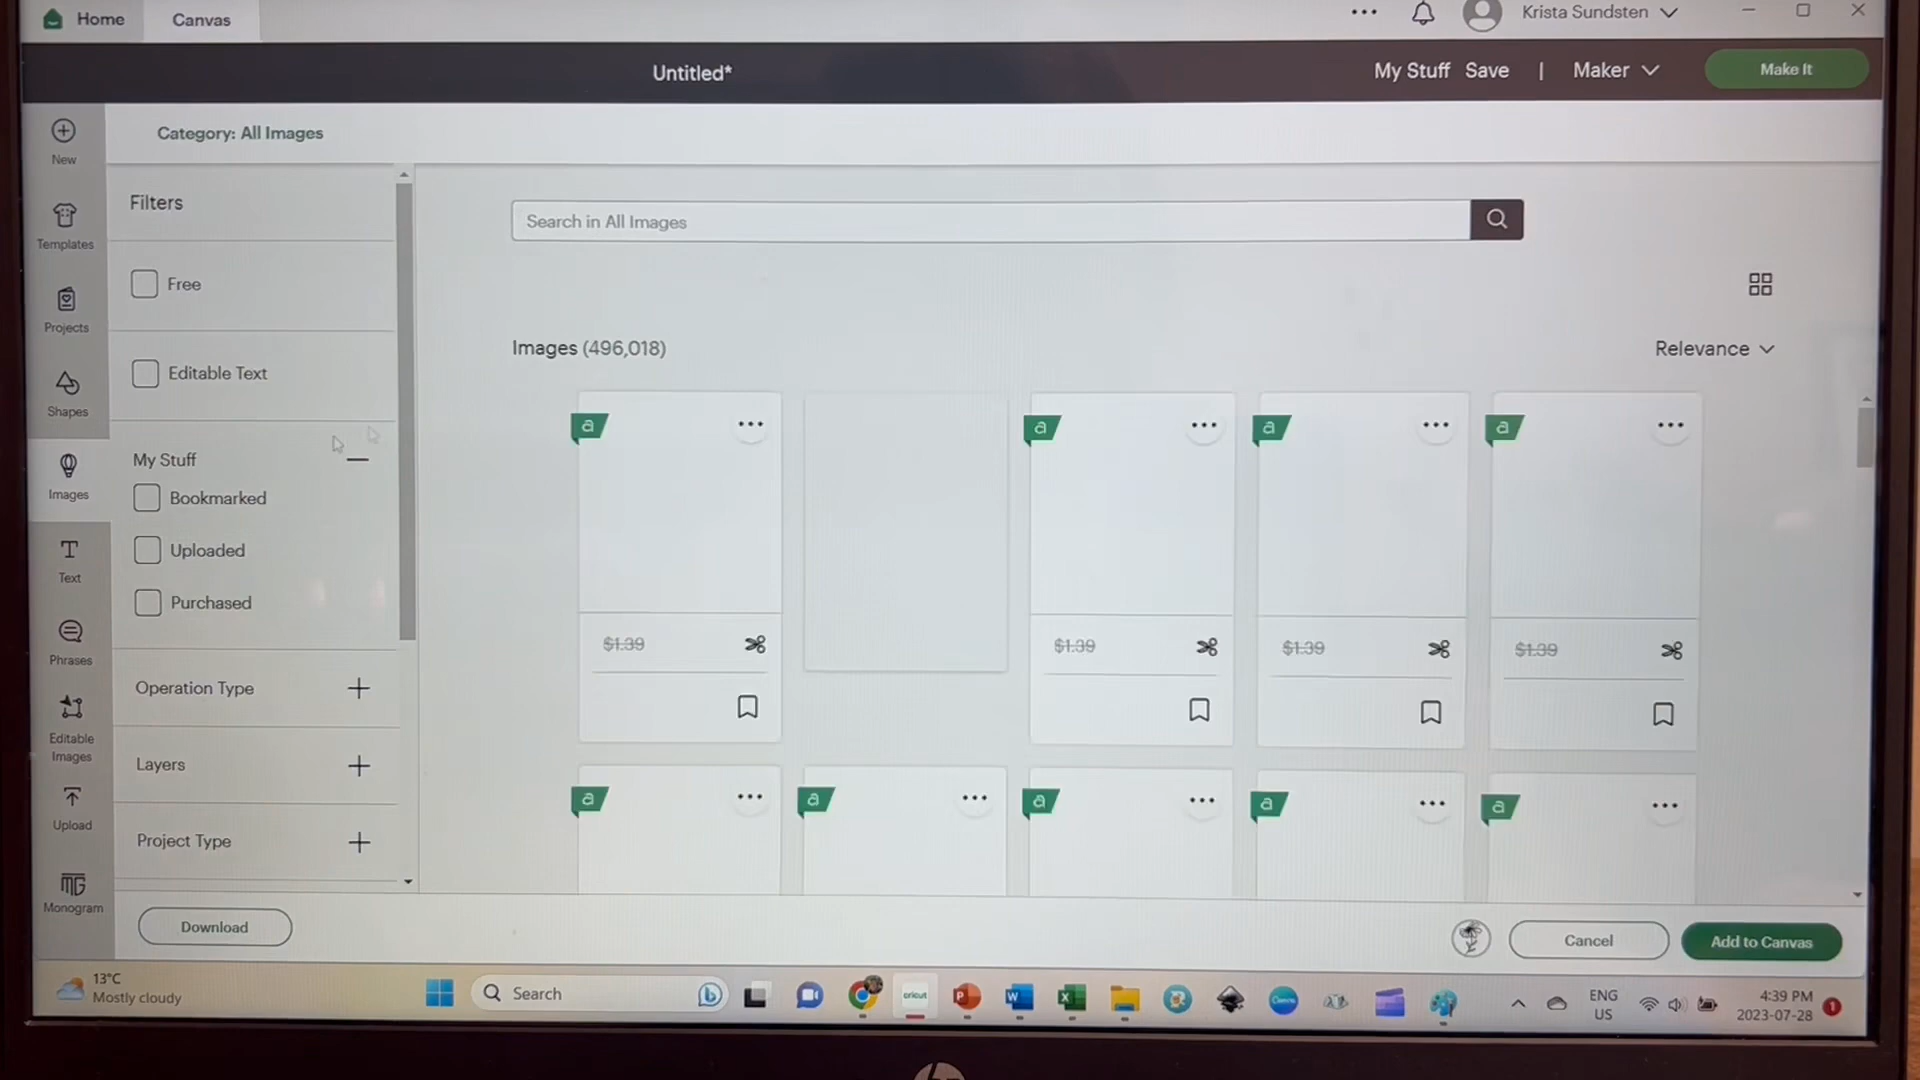 Home
Canvas
Krista Sundsten
Untitled*
My Stuff
Save
|
Maker
Make It
New
Templates
Projects
Shapes
Images
Text
Phrases
Editable
Images
Upload
Monogram
Category: All Images
Filters
Free
Editable Text
My Stuff
Bookmarked
Uploaded
Purchased
Operation Type
Layers
Project Type
Download
Search in All Images
Images (496,018)
Relevance
a
a
a
a
$1.39
$1.39
$1.39
$1.39
a
a
a
a
a
Cancel
Add to Canvas
13°C
Mostly cloudy
Search
cricut
ENG
US
4:39 PM
2023-07-28
1
hp